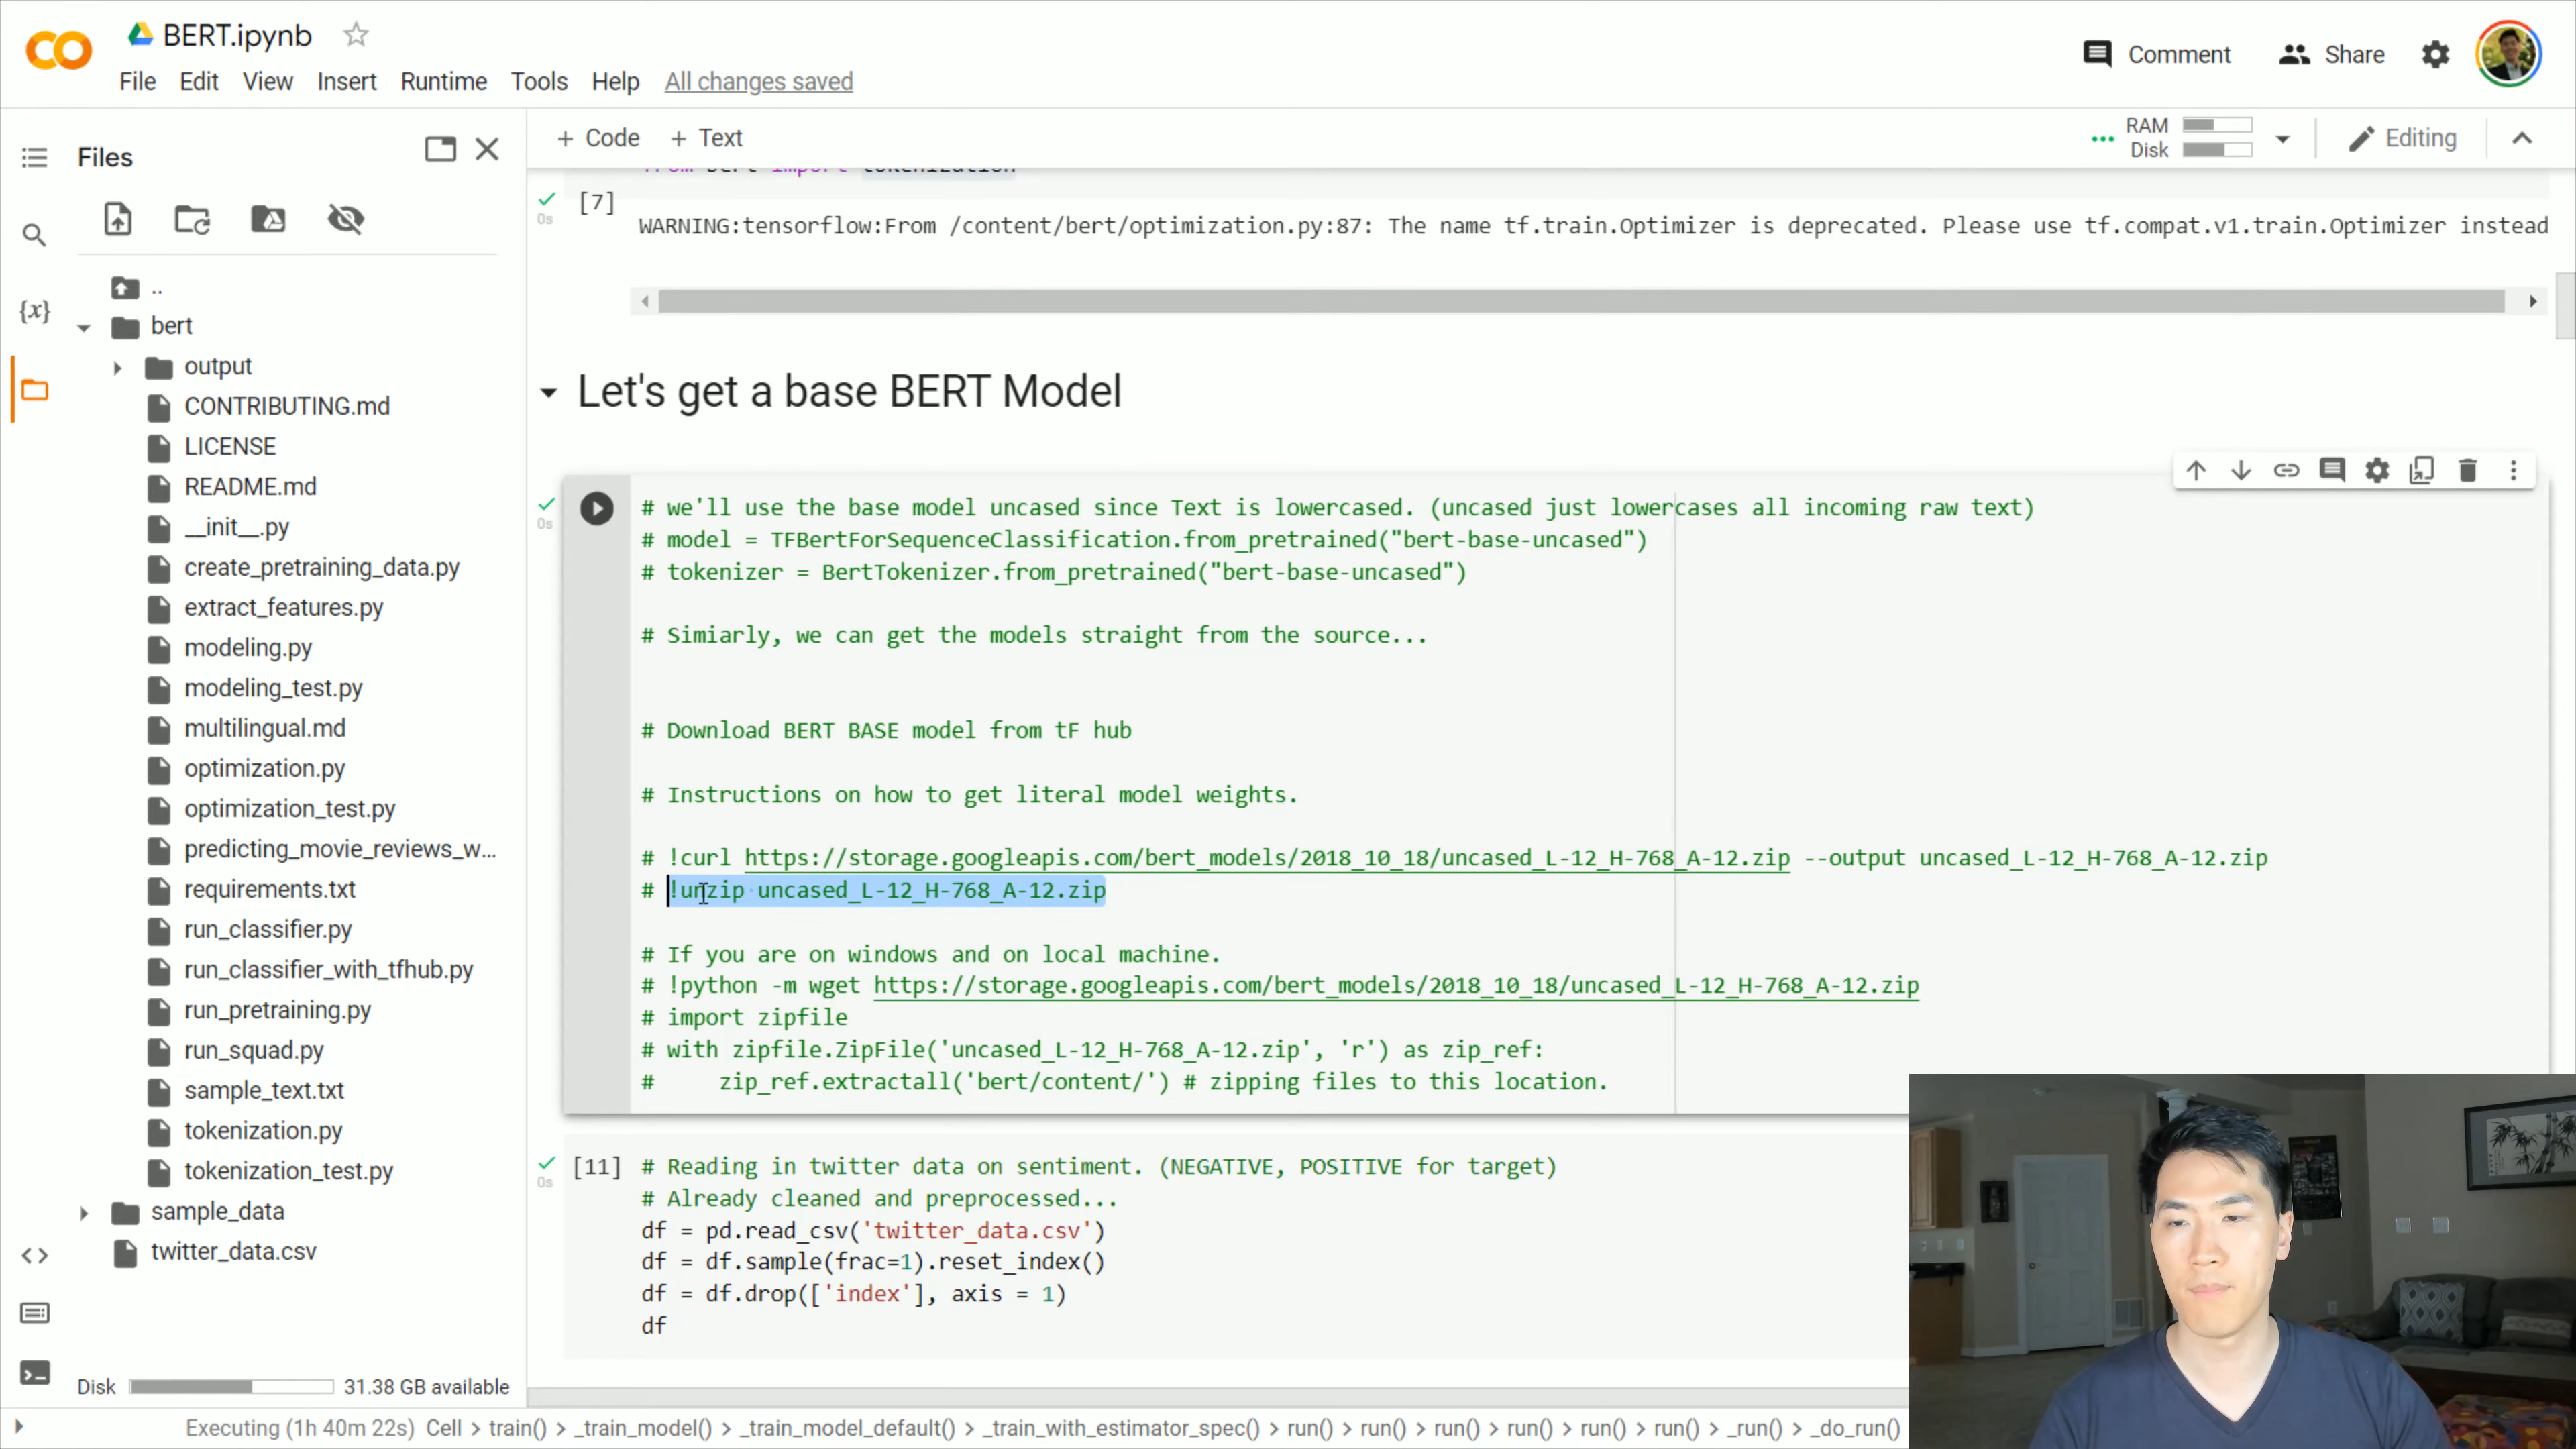 BERT.ipynb
File Edit View Insert Runtime Tools Help All changes saved
Comment Share
Files
+ Code + Text
RAM
Disk
Editing
{x}
..
bert
output
CONTRIBUTING.md
LICENSE
README.md
__init__.py
create_pretraining_data.py
extract_features.py
modeling.py
modeling_test.py
multilingual.md
optimization.py
optimization_test.py
predicting_movie_reviews_w...
requirements.txt
run_classifier.py
run_classifier_with_tfhub.py
run_pretraining.py
run_squad.py
sample_text.txt
tokenization.py
tokenization_test.py
sample_data
twitter_data.csv
Disk 31.38 GB available
import tokenization
[7]
0s
WARNING:tensorflow:From /content/bert/optimization.py:87: The name tf.train.Optimizer is deprecated. Please use tf.compat.v1.train.Optimizer instead
Let's get a base BERT Model
0s
# we'll use the base model uncased since Text is lowercased. (uncased just lowercases all incoming raw text)
# model = TFBertForSequenceClassification.from_pretrained("bert-base-uncased")
# tokenizer = BertTokenizer.from_pretrained("bert-base-uncased")
# Simiarly, we can get the models straight from the source...
# Download BERT BASE model from tF hub
# Instructions on how to get literal model weights.
# !curl https://storage.googleapis.com/bert_models/2018_10_18/uncased_L-12_H-768_A-12.zip --output uncased_L-12_H-768_A-12.zip
# !unzip uncased_L-12_H-768_A-12.zip
# If you are on windows and on local machine.
# !python -m wget https://storage.googleapis.com/bert_models/2018_10_18/uncased_L-12_H-768_A-12.zip
# import zipfile
# with zipfile.ZipFile('uncased_L-12_H-768_A-12.zip', 'r') as zip_ref:
#     zip_ref.extractall('bert/content/') # zipping files to this location.
[11]
0s
# Reading in twitter data on sentiment. (NEGATIVE, POSITIVE for target)
# Already cleaned and preprocessed...
df = pd.read_csv('twitter_data.csv')
df = df.sample(frac=1).reset_index()
df = df.drop(['index'], axis = 1)
df
Executing (1h 40m 22s) Cell > train() > _train_model() > _train_model_default() > _train_with_estimator_spec() > run() > run() > run() > run() > run() > run() > _run() > _do_run()